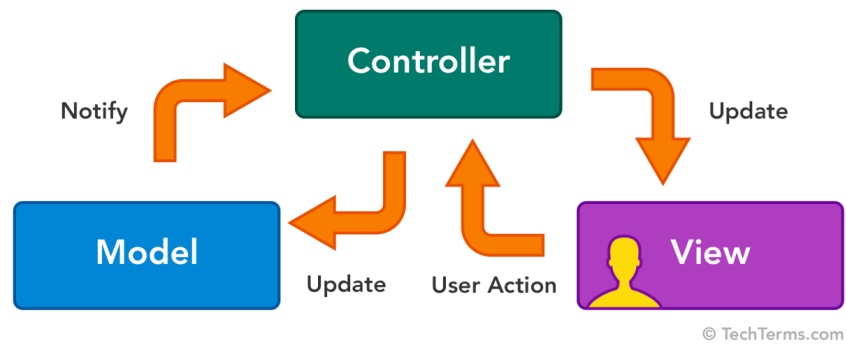 Controller
Notify
Update
Model
View
Update
User Action
© TechTerms.com